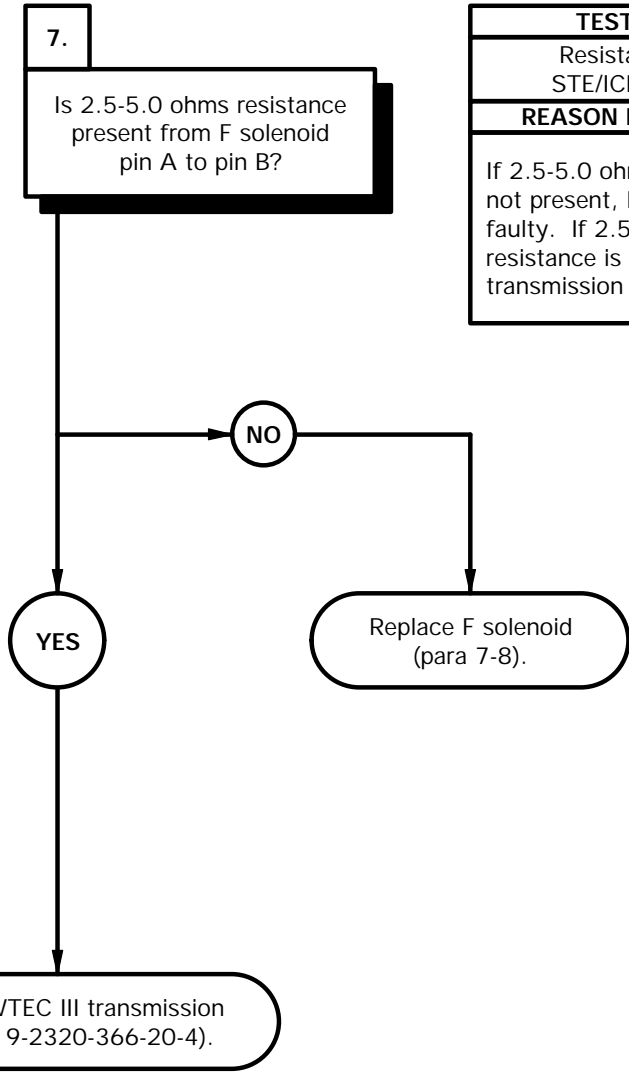 7.
Is 2.5-5.0 ohms resistance
present from F solenoid
pin A to pin B?
TEST
STE/ICE
REASON
If 2.5-5.0
not present,
faulty. If 2.5
resistance is
transmission
NO
YES
Replace F solenoid
(para 7-8).
TEC III transmission
9-2320-366-20-4).